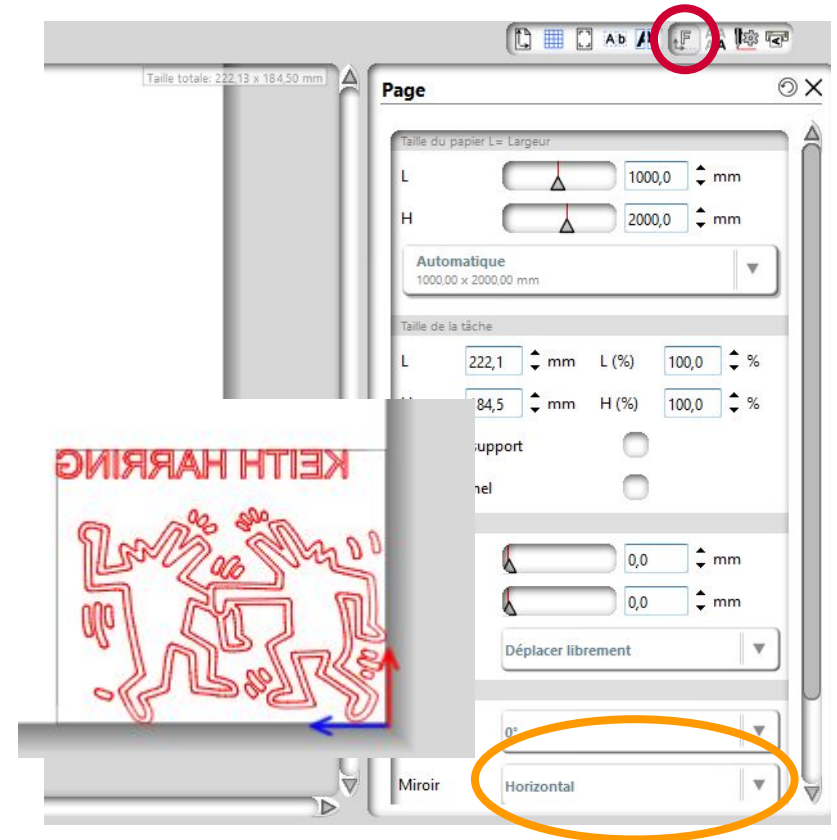 Ab
Taille totale: 222,13 x 184,50 mm
Page
Taille du papier L= Largeur
L 1000,0 mm
H 2000,0 mm
Automatique
1000,00 x 2000,00 mm
Taille de la tâche
L 222,1 mm L (%) 100,0 %
84,5 mm H (%) 100,0 %
support
nel
KEITH HARRING
0,0 mm
0,0 mm
Déplacer librement
0°
Miroir Horizontal